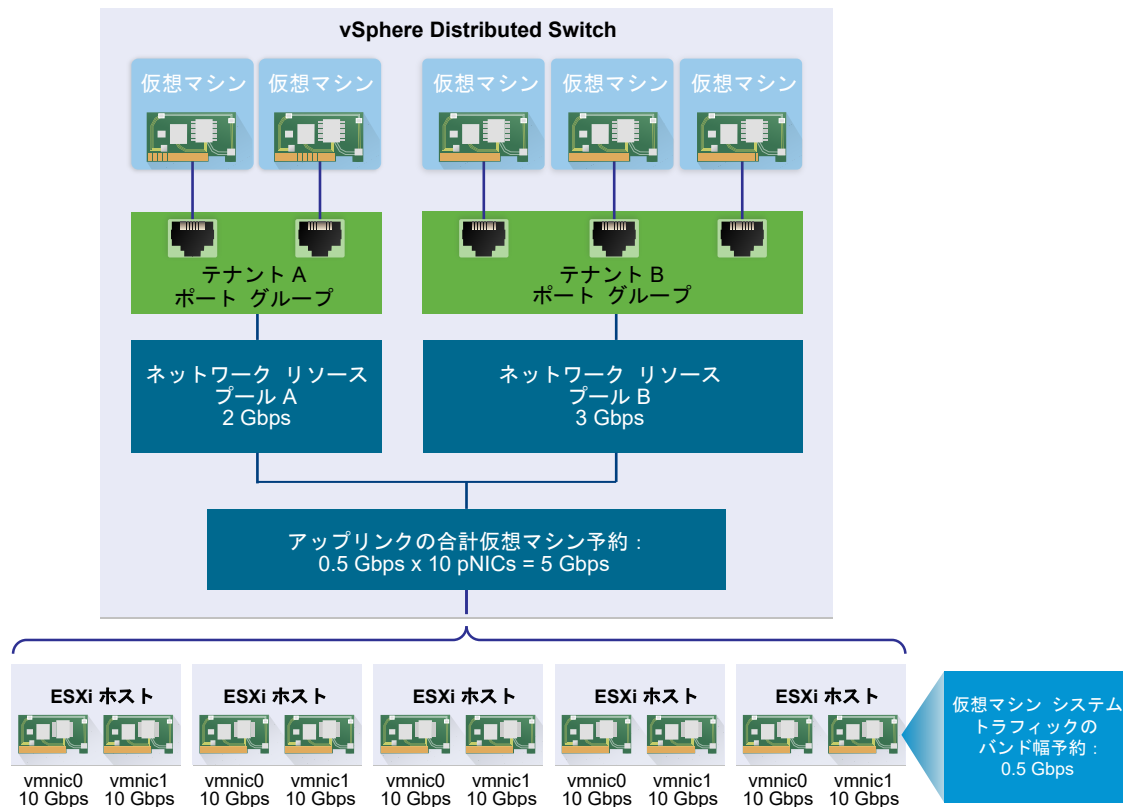 vSphere Distributed Switch
仮想マシン
仮想マシン
仮想マシン
仮想マシン
仮想マシン
テナント A
ポート グループ
テナント B
ポート グループ
ネットワーク リソース
プール A
2 Gbps
ネットワーク リソース
プール B
3 Gbps
アップリンクの合計仮想マシン予約：
0.5 Gbps x 10 pNICs = 5 Gbps
ESXi ホスト
ESXi ホスト
ESXi ホスト
ESXi ホスト
ESXi ホスト
vmnic0
10 Gbps
vmnic1
10 Gbps
vmnic0
10 Gbps
vmnic1
10 Gbps
vmnic0
10 Gbps
vmnic1
10 Gbps
vmnic0
10 Gbps
vmnic1
10 Gbps
vmnic0
10 Gbps
vmnic1
10 Gbps
仮想マシン システム
トラフィックの
バンド幅予約：
0.5 Gbps